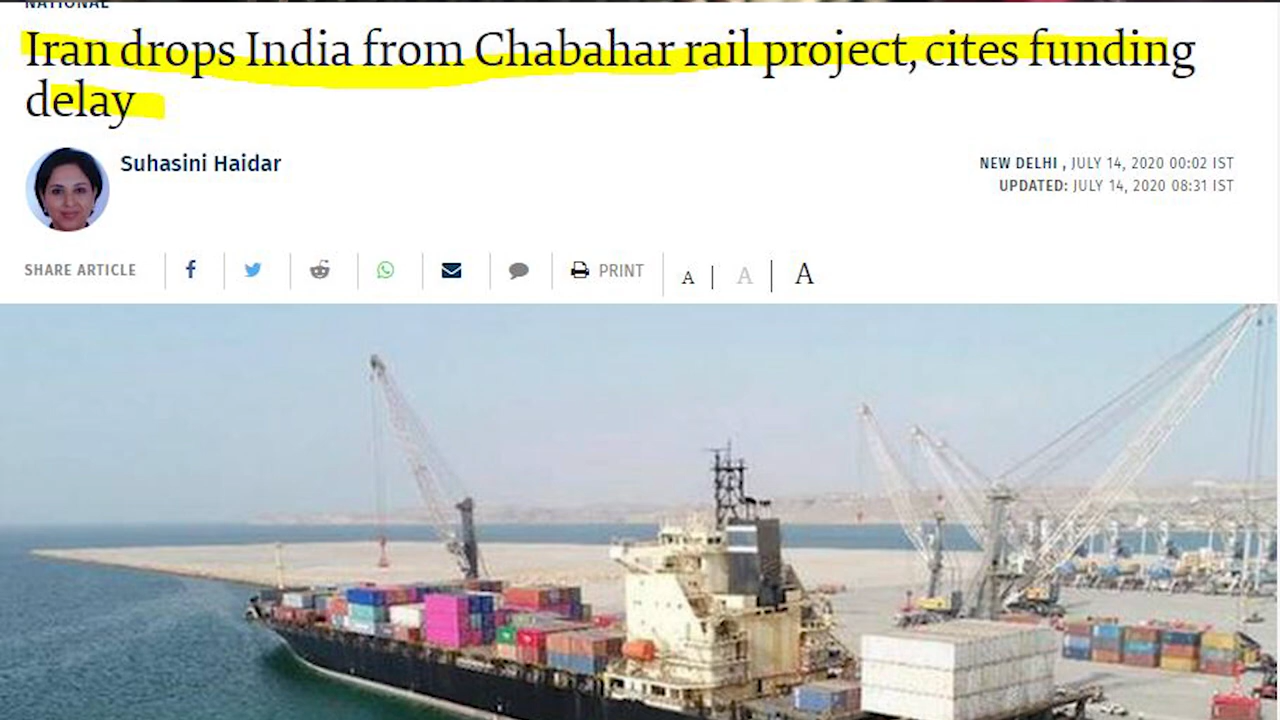 NATIONAL
Iran drops India from Chabahar rail project, cites funding
delay
Suhasini Haidar
NEW DELHI , JULY 14, 2020 00:02 IST
UPDATED: JULY 14, 2020 08:31 IST
SHARE ARTICLE
PRINT
A | A | A